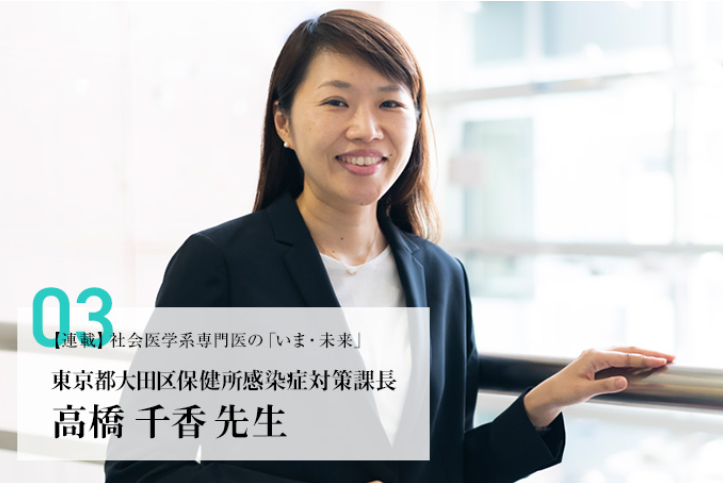 03
【連載】社会医学系専門医の「いま・未来」
東京都大田区保健所感染症対策課長
高橋 千香 先生